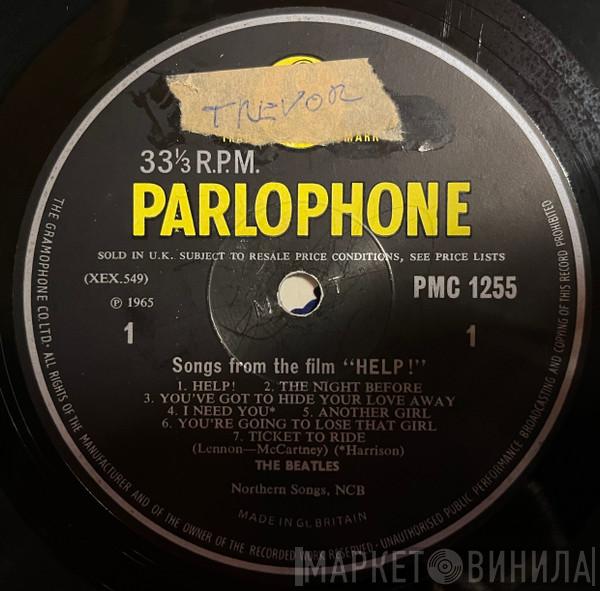 TREVOR
TRA MARK
33⅓ R.P.M.
PARLOPHONE
SOLD IN U.K. SUBJECT TO RESALE PRICE CONDITIONS, SEE PRICE LISTS
(XEX.549)
PMC 1255
℗ 1965
1
1
Songs from the film "HELP!"
1. HELP! 2. THE NIGHT BEFORE
3. YOU'VE GOT TO HIDE YOUR LOVE AWAY
4. I NEED YOU* 5. ANOTHER GIRL
6. YOU'RE GOING TO LOSE THAT GIRL
7. TICKET TO RIDE
(Lennon—McCartney) (*Harrison)
THE BEATLES
Northern Songs, NCB
MADE IN GT. BRITAIN
THE GRAMOPHONE CO. LTD. · ALL RIGHTS OF THE MANUFACTURER AND OF THE OWNER OF THE RECORDED WORK RESERVED · UNAUTHORISED PUBLIC PERFORMANCE BROADCASTING AND COPYING OF THIS RECORD PROHIBITED
МАРКЕТ ВИНИЛА